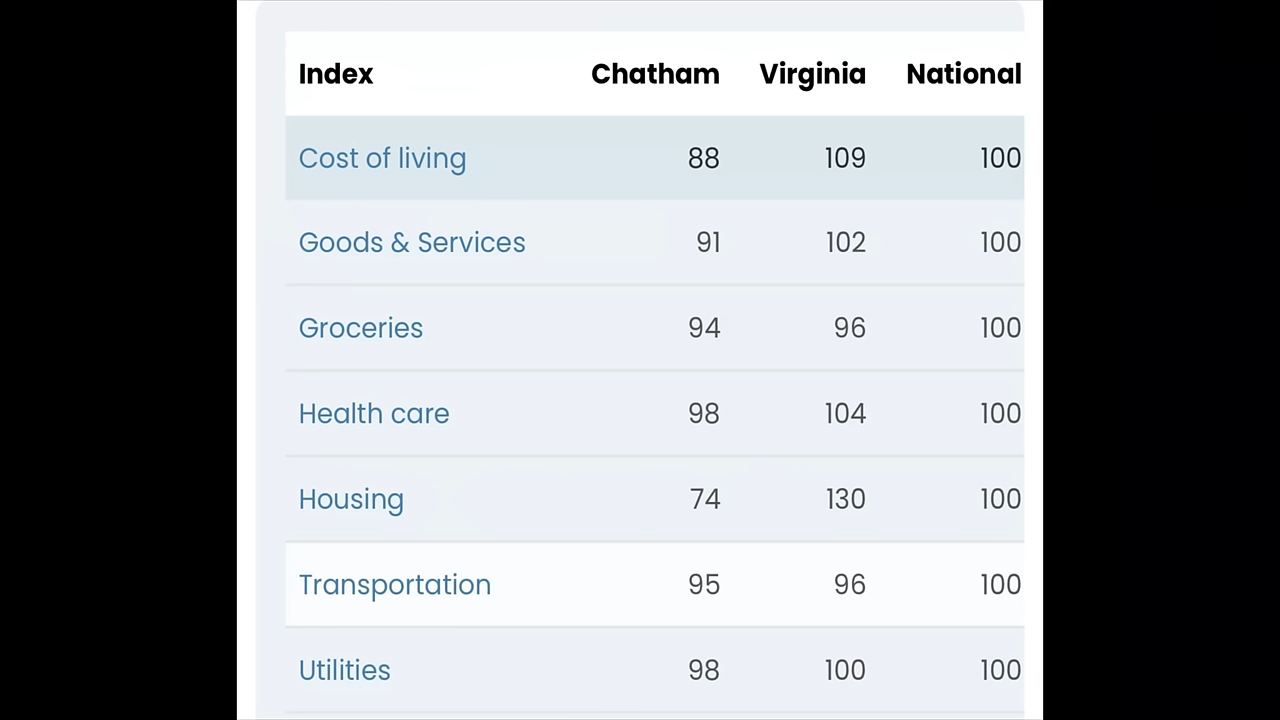 Index Chatham Virginia National
Cost of living 88 109 100
Goods & Services 91 102 100
Groceries 94 96 100
Health care 98 104 100
Housing 74 130 100
Transportation 95 96 100
Utilities 98 100 100